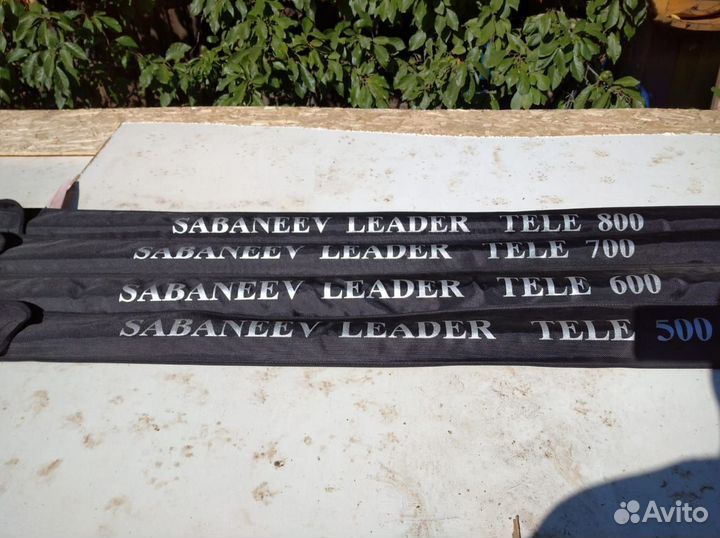 SABANEEV LEADER TELE 800
SABANEEV LEADER TELE 700
SABANEEV LEADER TELE 600
SABANEEV LEADER TELE 500
Avito